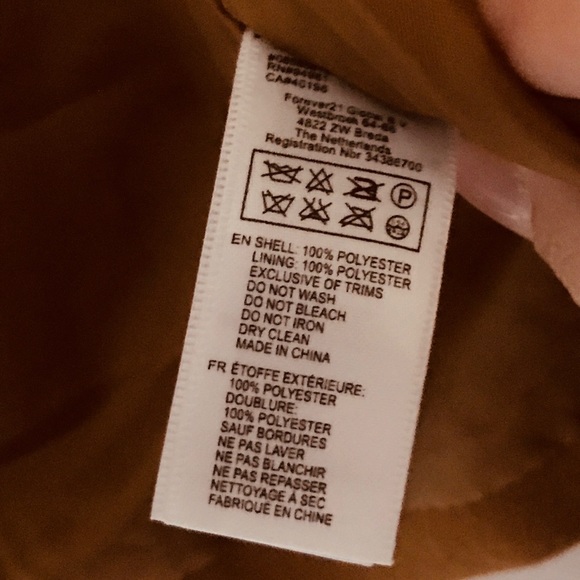 CA#40196
Forever21 Global B.V.
Westbroek 64-66
4822 ZW Breda
The Netherlands
Registration Nbr 34386700
P
EN SHELL: 100% POLYESTER
LINING: 100% POLYESTER
EXCLUSIVE OF TRIMS
DO NOT WASH
DO NOT BLEACH
DO NOT IRON
DRY CLEAN
MADE IN CHINA
FR ÉTOFFE EXTÉRIEURE:
100% POLYESTER
DOUBLURE:
100% POLYESTER
SAUF BORDURES
NE PAS LAVER
NE PAS BLANCHIR
NE PAS REPASSER
NETTOYAGE À SEC
FABRIQUÉ EN CHINE